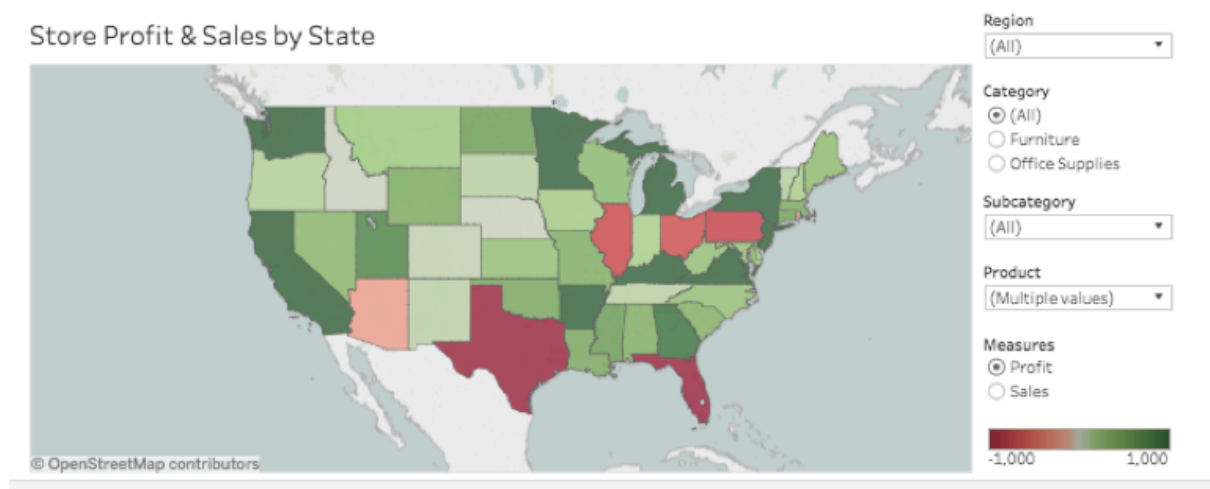 Store Profit & Sales by State
Region
(All)
Category
(All)
Furniture
Office Supplies
Subcategory
(All)
Product
(Multiple values)
Measures
Profit
Sales
-1,000 1,000
© OpenStreetMap contributors